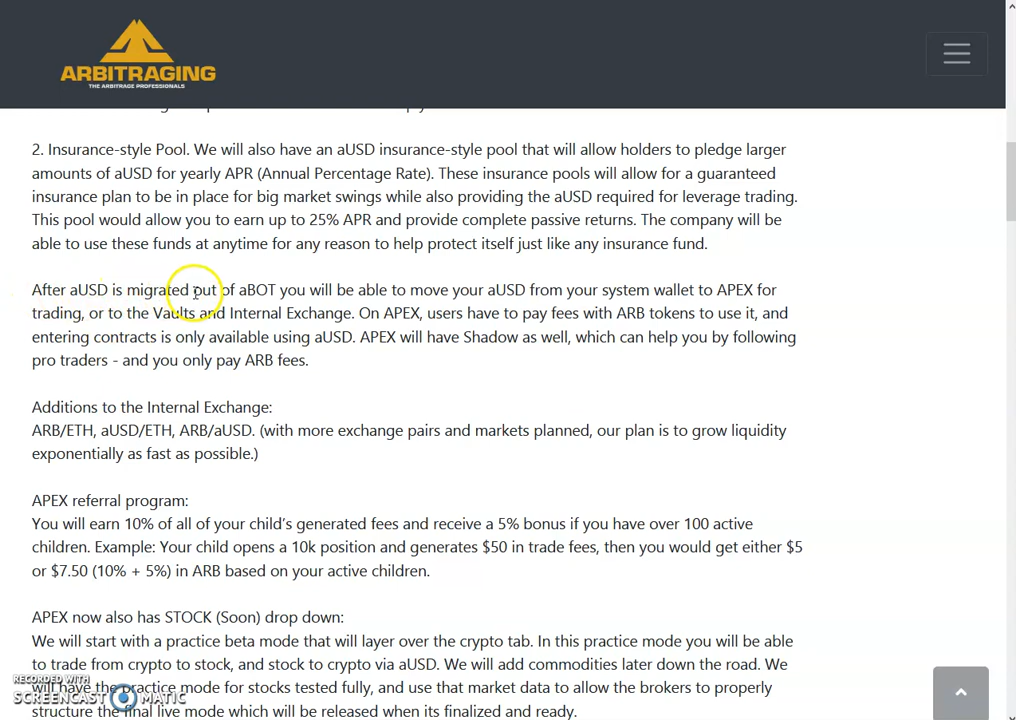 ARBITRAGING
THE ARBITRAGE PROFESSIONALS
2. Insurance-style Pool. We will also have an aUSD insurance-style pool that will allow holders to pledge larger
amounts of aUSD for yearly APR (Annual Percentage Rate). These insurance pools will allow for a guaranteed
insurance plan to be in place for big market swings while also providing the aUSD required for leverage trading.
This pool would allow you to earn up to 25% APR and provide complete passive returns. The company will be
able to use these funds at anytime for any reason to help protect itself just like any insurance fund.
After aUSD is migrated out of aBOT you will be able to move your aUSD from your system wallet to APEX for
trading, or to the Vaults and Internal Exchange. On APEX, users have to pay fees with ARB tokens to use it, and
entering contracts is only available using aUSD. APEX will have Shadow as well, which can help you by following
pro traders - and you only pay ARB fees.
Additions to the Internal Exchange:
ARB/ETH, aUSD/ETH, ARB/aUSD. (with more exchange pairs and markets planned, our plan is to grow liquidity
exponentially as fast as possible.)
APEX referral program:
You will earn 10% of all of your child's generated fees and receive a 5% bonus if you have over 100 active
children. Example: Your child opens a 10k position and generates $50 in trade fees, then you would get either $5
or $7.50 (10% + 5%) in ARB based on your active children.
APEX now also has STOCK (Soon) drop down:
We will start with a practice beta mode that will layer over the crypto tab. In this practice mode you will be able
to trade from crypto to stock, and stock to crypto via aUSD. We will add commodities later down the road. We
will have the practice mode for stocks tested fully, and use that market data to allow the brokers to properly
structure the final live mode which will be released when its finalized and ready.
RECORDED WITH
SCREENCAST MATIC